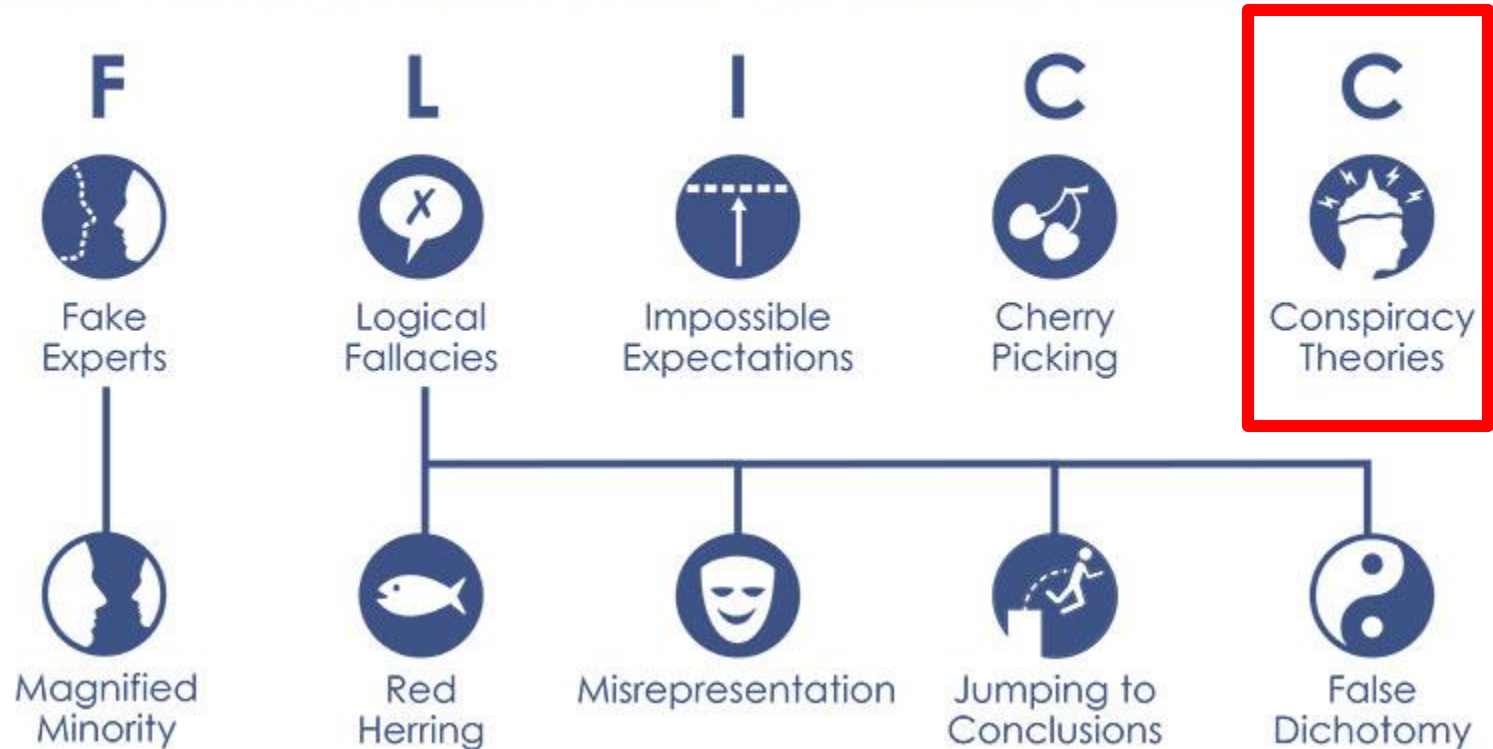 F L I C C
Fake Experts
Logical Fallacies
Impossible Expectations
Cherry Picking
Conspiracy Theories
Magnified Minority
Red Herring
Misrepresentation
Jumping to Conclusions
False Dichotomy